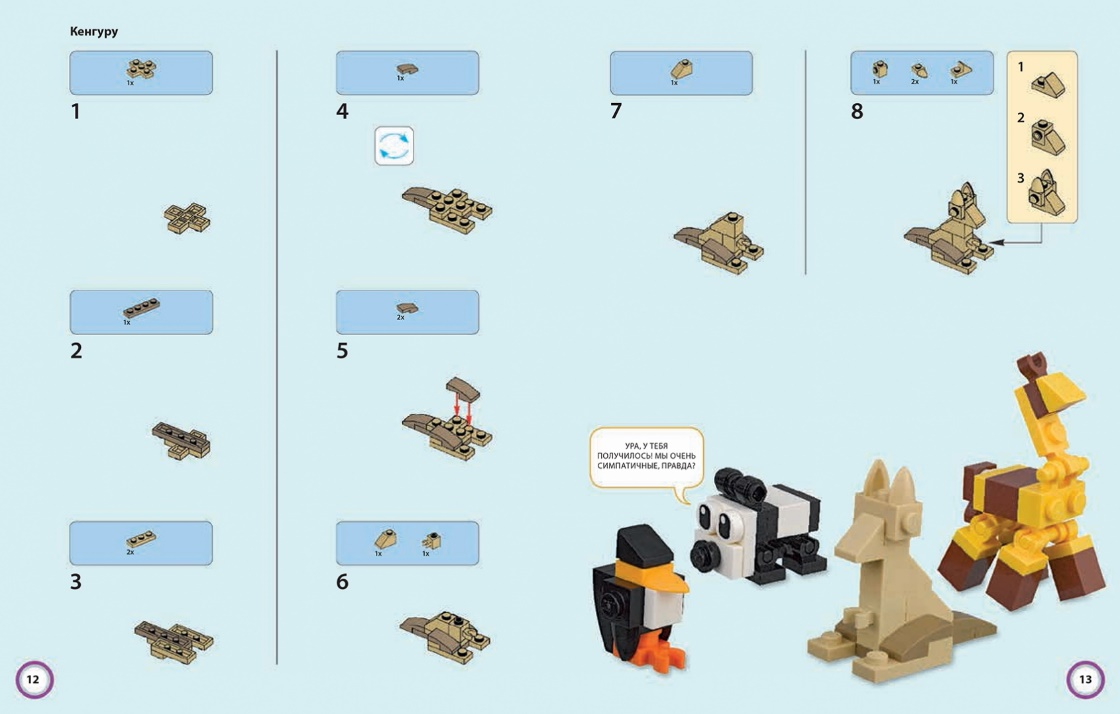 Кенгуру
1x
1
1x
2
2x
3
1x
4
2x
5
1x 1x
6
1x
7
1x 2x 1x
8
1
2
3
УРА, У ТЕБЯ
ПОЛУЧИЛОСЬ! МЫ ОЧЕНЬ
СИМПАТИЧНЫЕ, ПРАВДА?
12
13